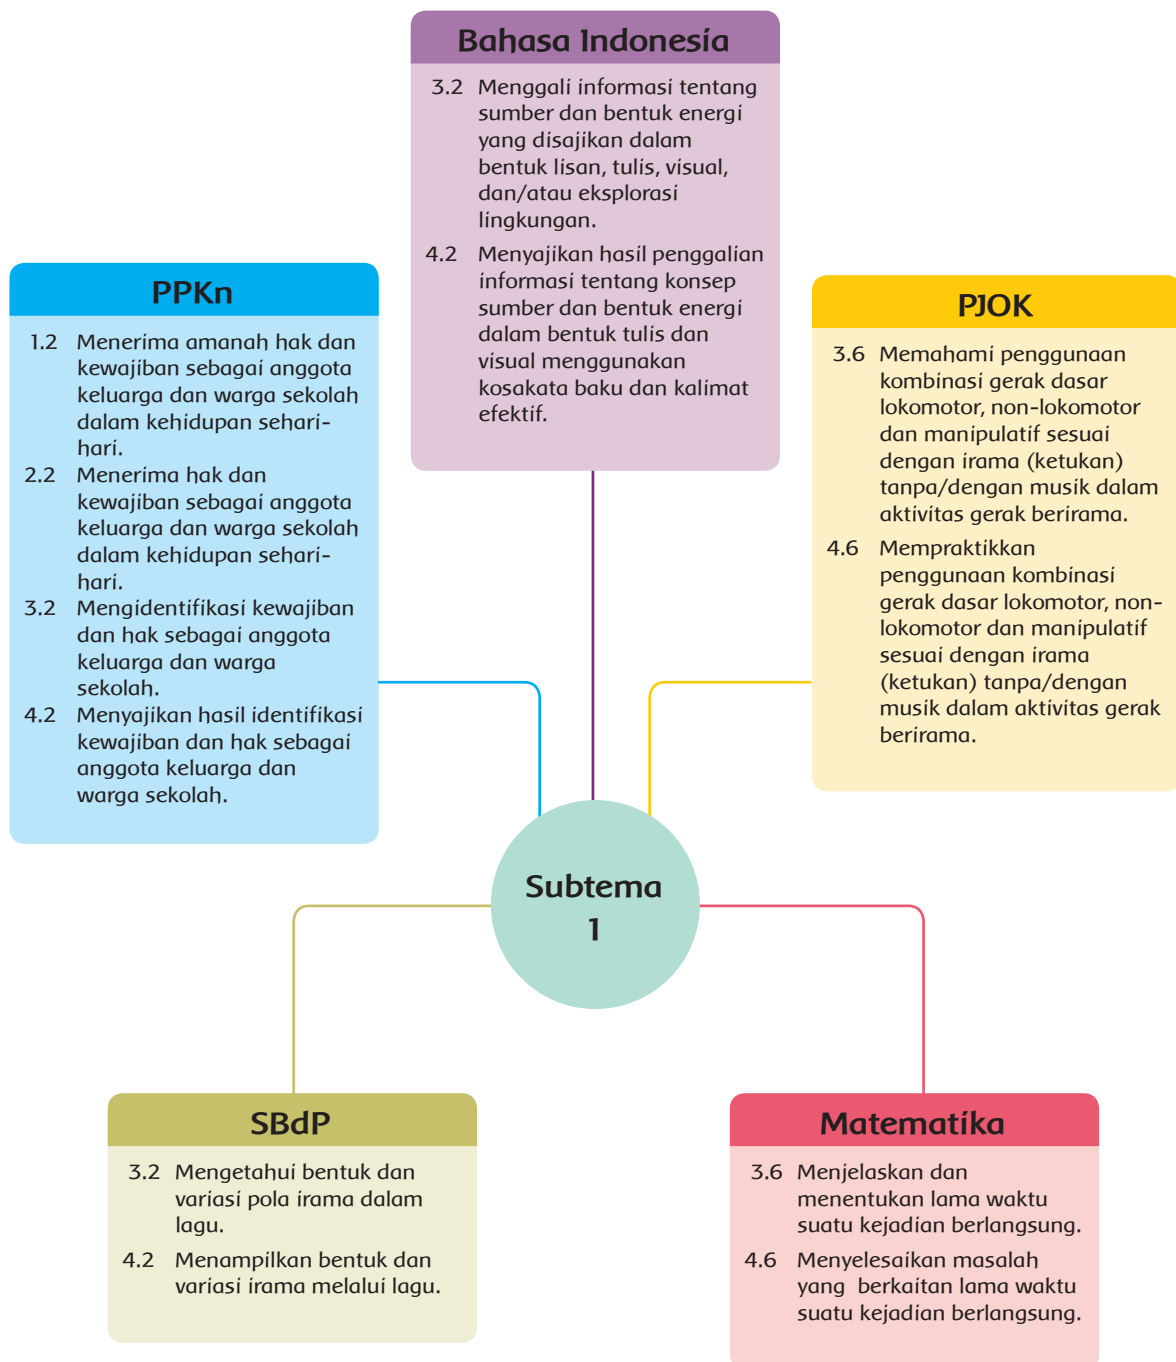 Bahasa Indonesia
3.2 Menggali informasi tentang
sumber dan bentuk energi
yang disajikan dalam
bentuk lisan, tulis, visual,
dan/atau eksplorasi
lingkungan.
4.2 Menyajikan hasil penggalian
informasi tentang konsep
sumber dan bentuk energi
dalam bentuk tulis dan
visual menggunakan
kosakata baku dan kalimat
efektif.
PPKn
1.2 Menerima amanah hak dan
kewajiban sebagai anggota
keluarga dan warga sekolah
dalam kehidupan sehari-
hari.
2.2 Menerima hak dan
kewajiban sebagai anggota
keluarga dan warga sekolah
dalam kehidupan sehari-
hari.
3.2 Mengidentifikasi kewajiban
dan hak sebagai anggota
keluarga dan warga
sekolah.
4.2 Menyajikan hasil identifikasi
kewajiban dan hak sebagai
anggota keluarga dan
warga sekolah.
PJOK
3.6 Memahami penggunaan
kombinasi gerak dasar
lokomotor, non-lokomotor
dan manipulatif sesuai
dengan irama (ketukan)
tanpa/dengan musik dalam
aktivitas gerak berirama.
4.6 Mempraktikkan
penggunaan kombinasi
gerak dasar lokomotor, non-
lokomotor dan manipulatif
sesuai dengan irama
(ketukan) tanpa/dengan
musik dalam aktivitas gerak
berirama.
Subtema
1
SBdP
3.2 Mengetahui bentuk dan
variasi pola irama dalam
lagu.
4.2 Menampilkan bentuk dan
variasi irama melalui lagu.
Matematika
3.6 Menjelaskan dan
menentukan lama waktu
suatu kejadian berlangsung.
4.6 Menyelesaikan masalah
yang berkaitan lama waktu
suatu kejadian berlangsung.